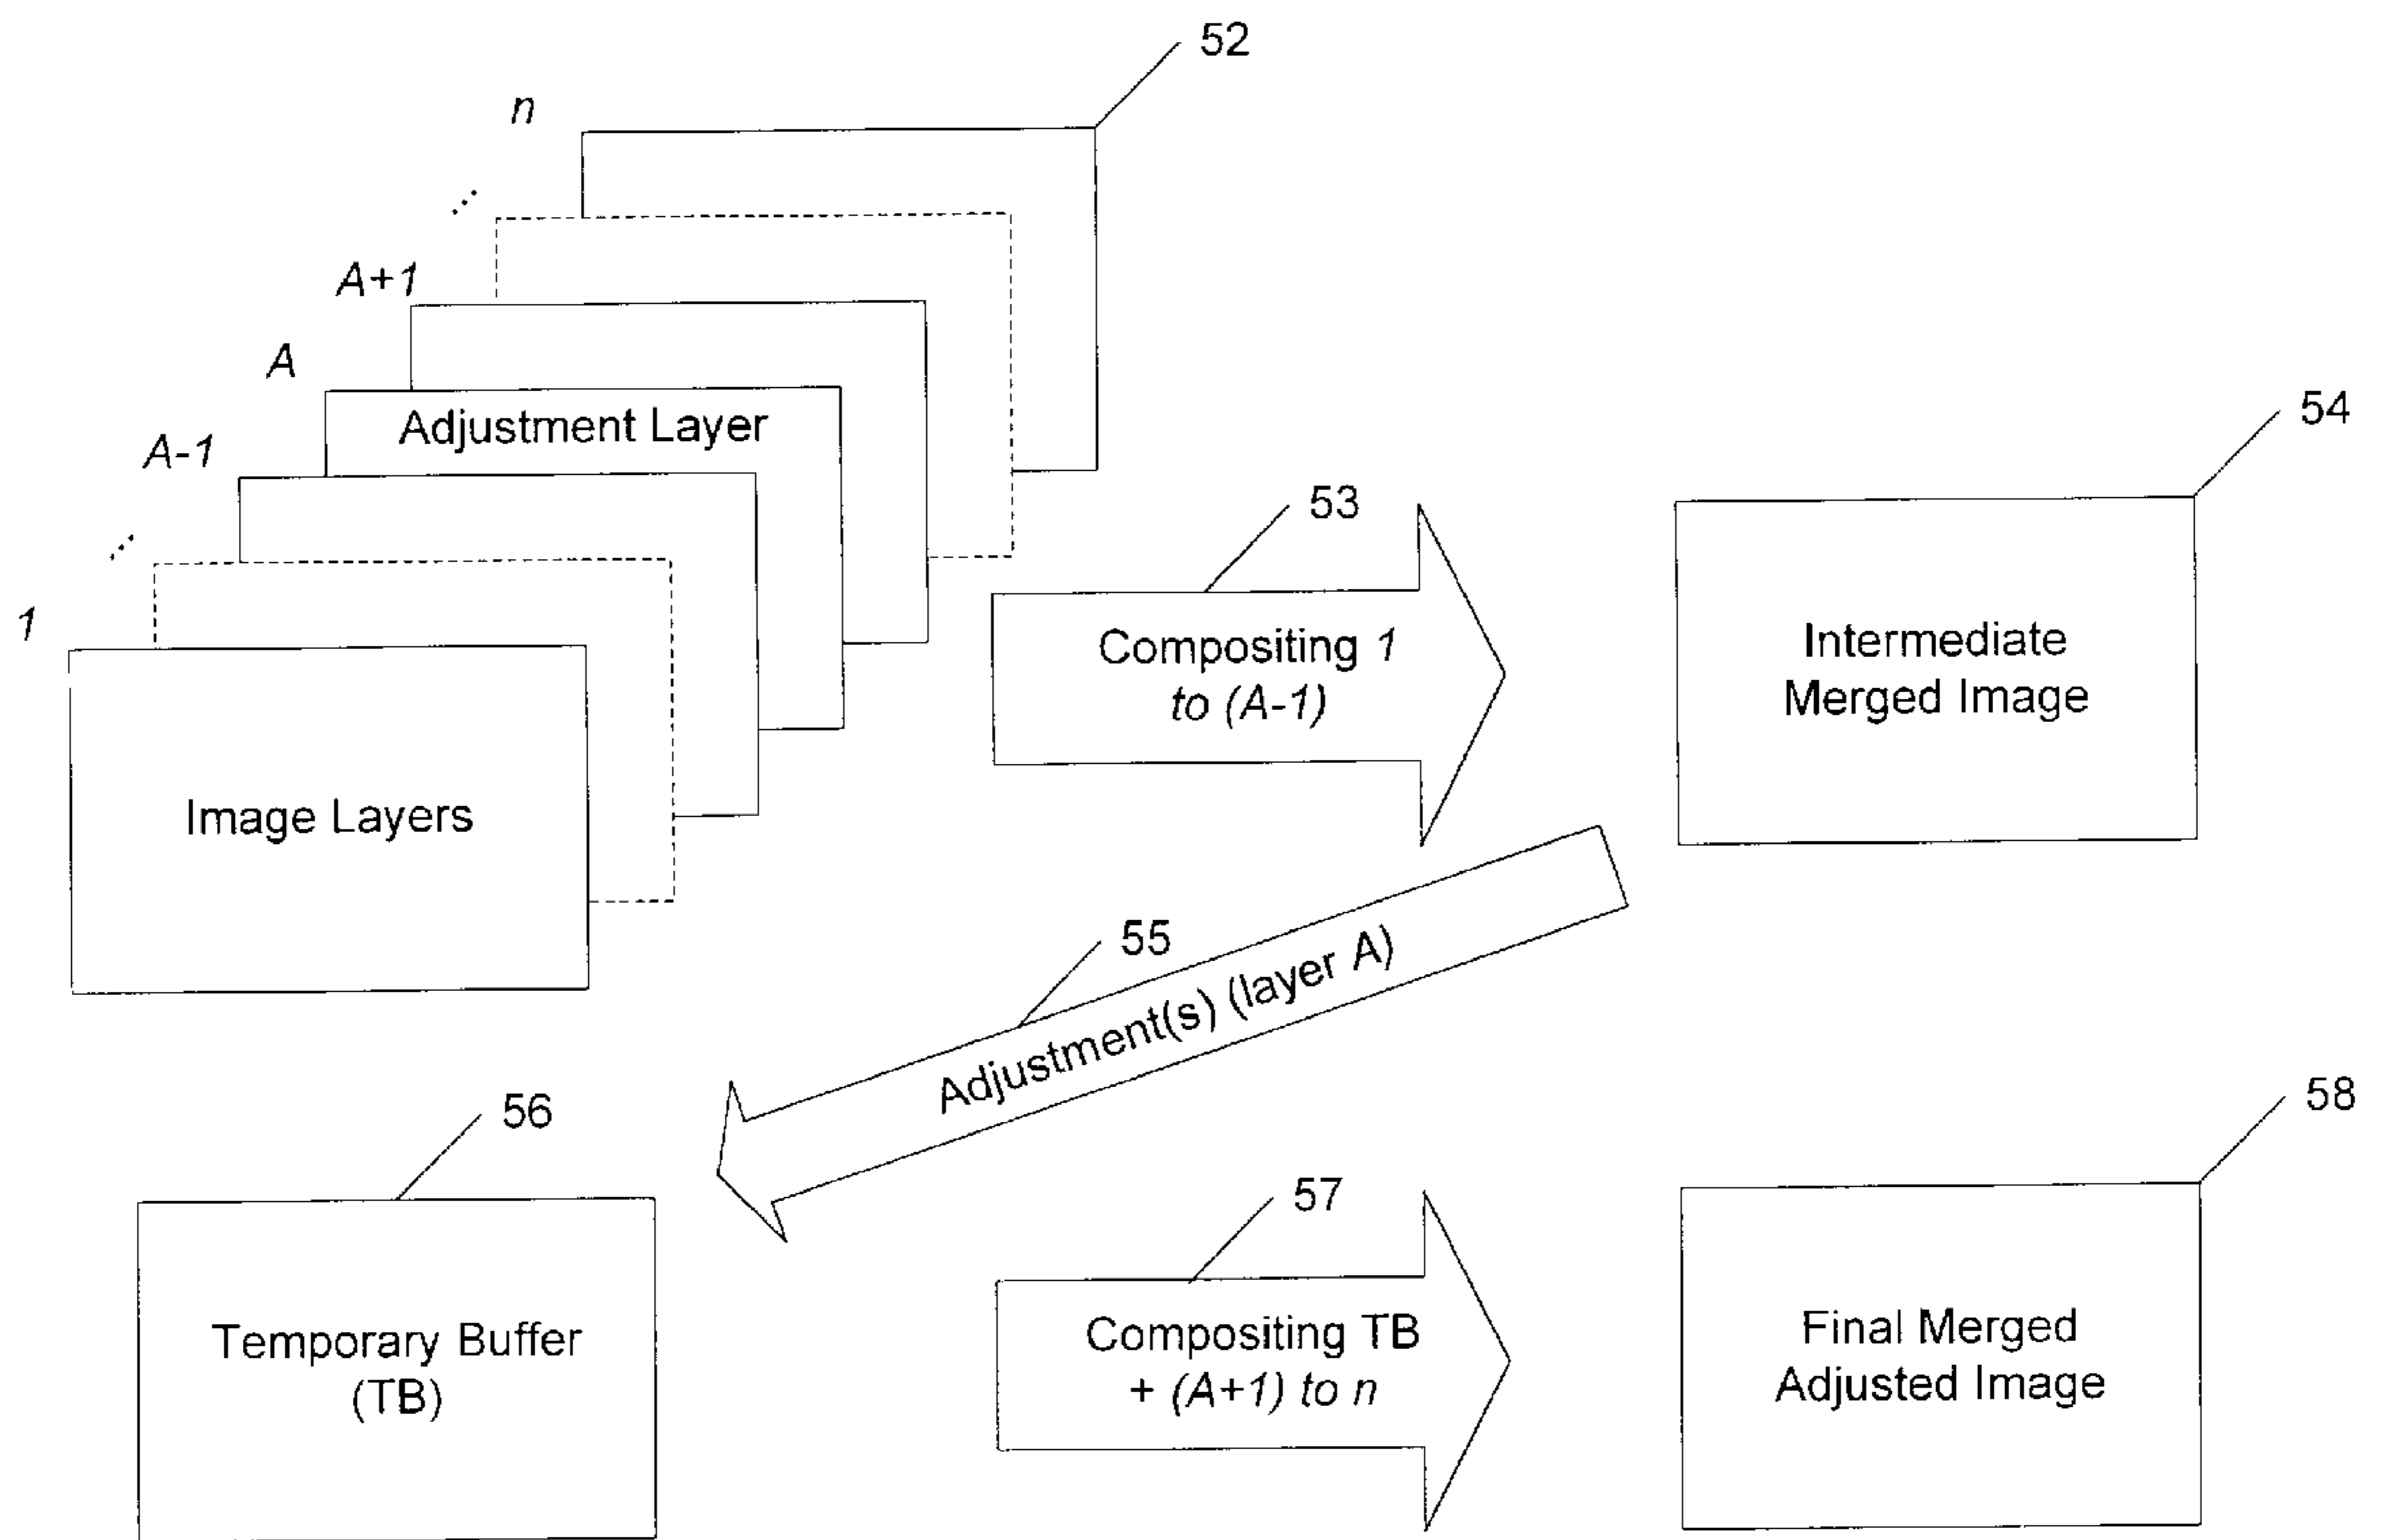 52
n
...
A+1
A
Adjustment Layer
A-1
...
1
Image Layers
53
Compositing 1
to (A-1)
54
Intermediate
Merged Image
55
Adjustment(s) (layer A)
56
Temporary Buffer
(TB)
57
Compositing TB
+ (A+1) to n
58
Final Merged
Adjusted Image